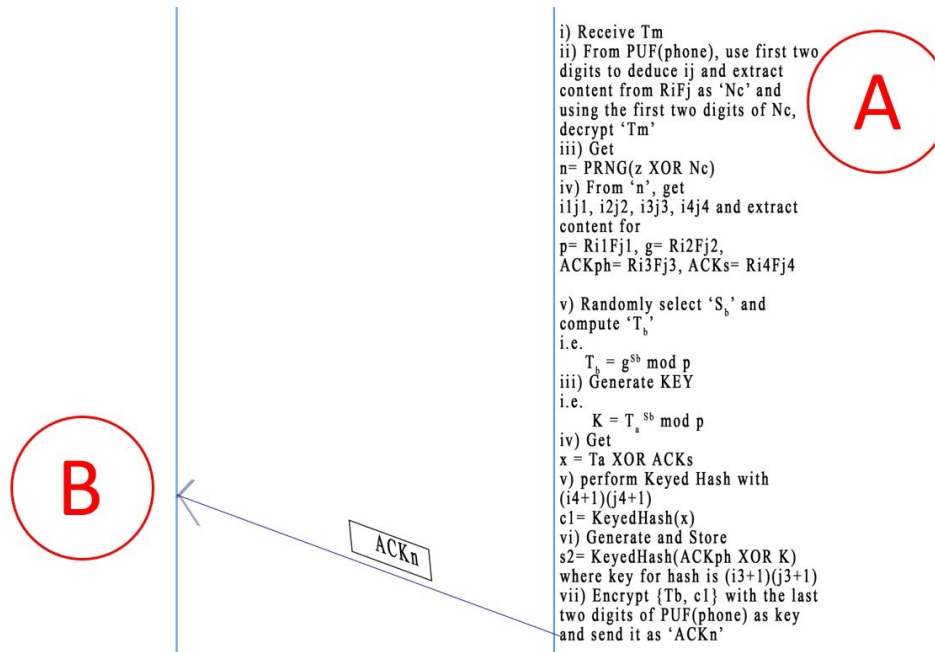 i) Receive Tm
ii) From PUF(phone), use first two
digits to deduce ij and extract
content from RiFj as ‘Nc’ and
using the first two digits of Nc,
decrypt ‘Tm’
iii) Get
n= PRNG(z XOR Nc)
iv) From ‘n’, get
i1j1, i2j2, i3j3, i4j4 and extract
content for
p= Ri1Fj1, g= Ri2Fj2,
ACKph= Ri3Fj3, ACKs= Ri4Fj4
v) Randomly select ‘S_b’ and
compute ‘T_b’
i.e.
T_b = g^Sb mod p
iii) Generate KEY
i.e.
K = T_a^Sb mod p
iv) Get
x = Ta XOR ACKs
v) perform Keyed Hash with
(i4+1)(j4+1)
c1= KeyedHash(x)
vi) Generate and Store
s2= KeyedHash(ACKph XOR K)
where key for hash is (i3+1)(j3+1)
vii) Encrypt {Tb, c1} with the last
two digits of PUF(phone) as key
and send it as ‘ACKn’
A
B
ACKn